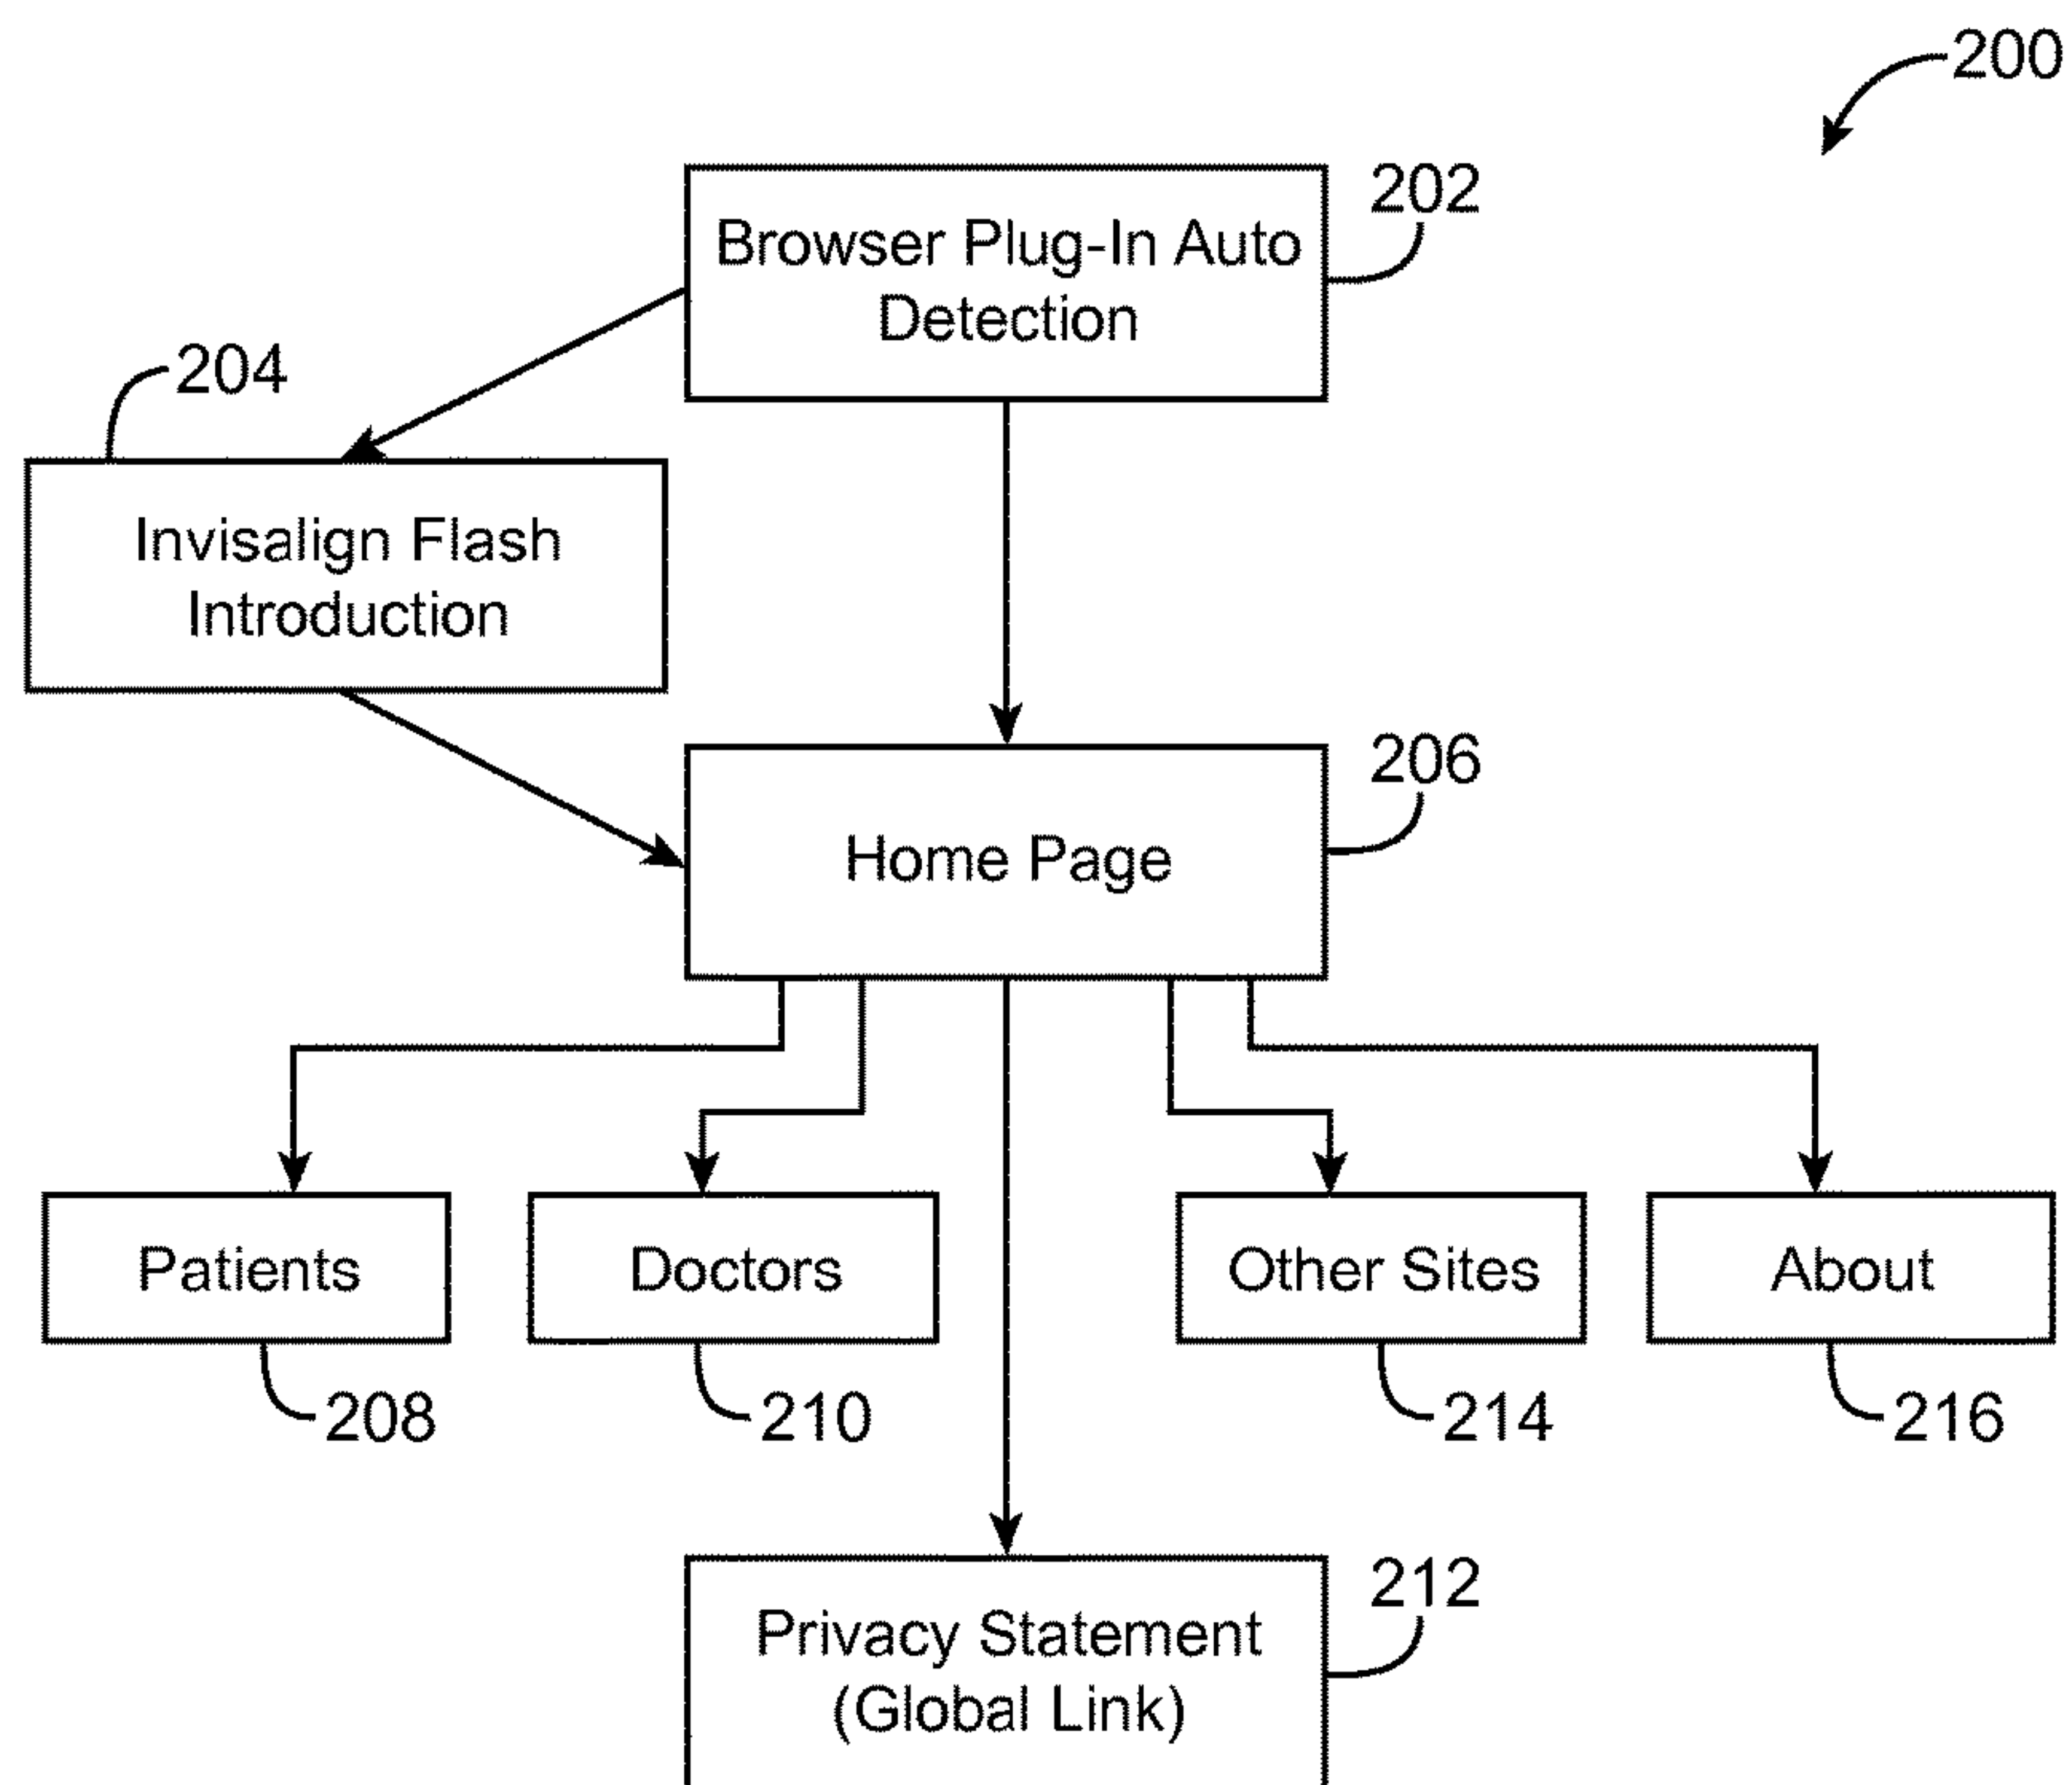 200
202
Browser Plug-In Auto
Detection
204
Invisalign Flash
Introduction
206
Home Page
Patients
Doctors
Other Sites
About
208
210
214
216
212
Privacy Statement
(Global Link)